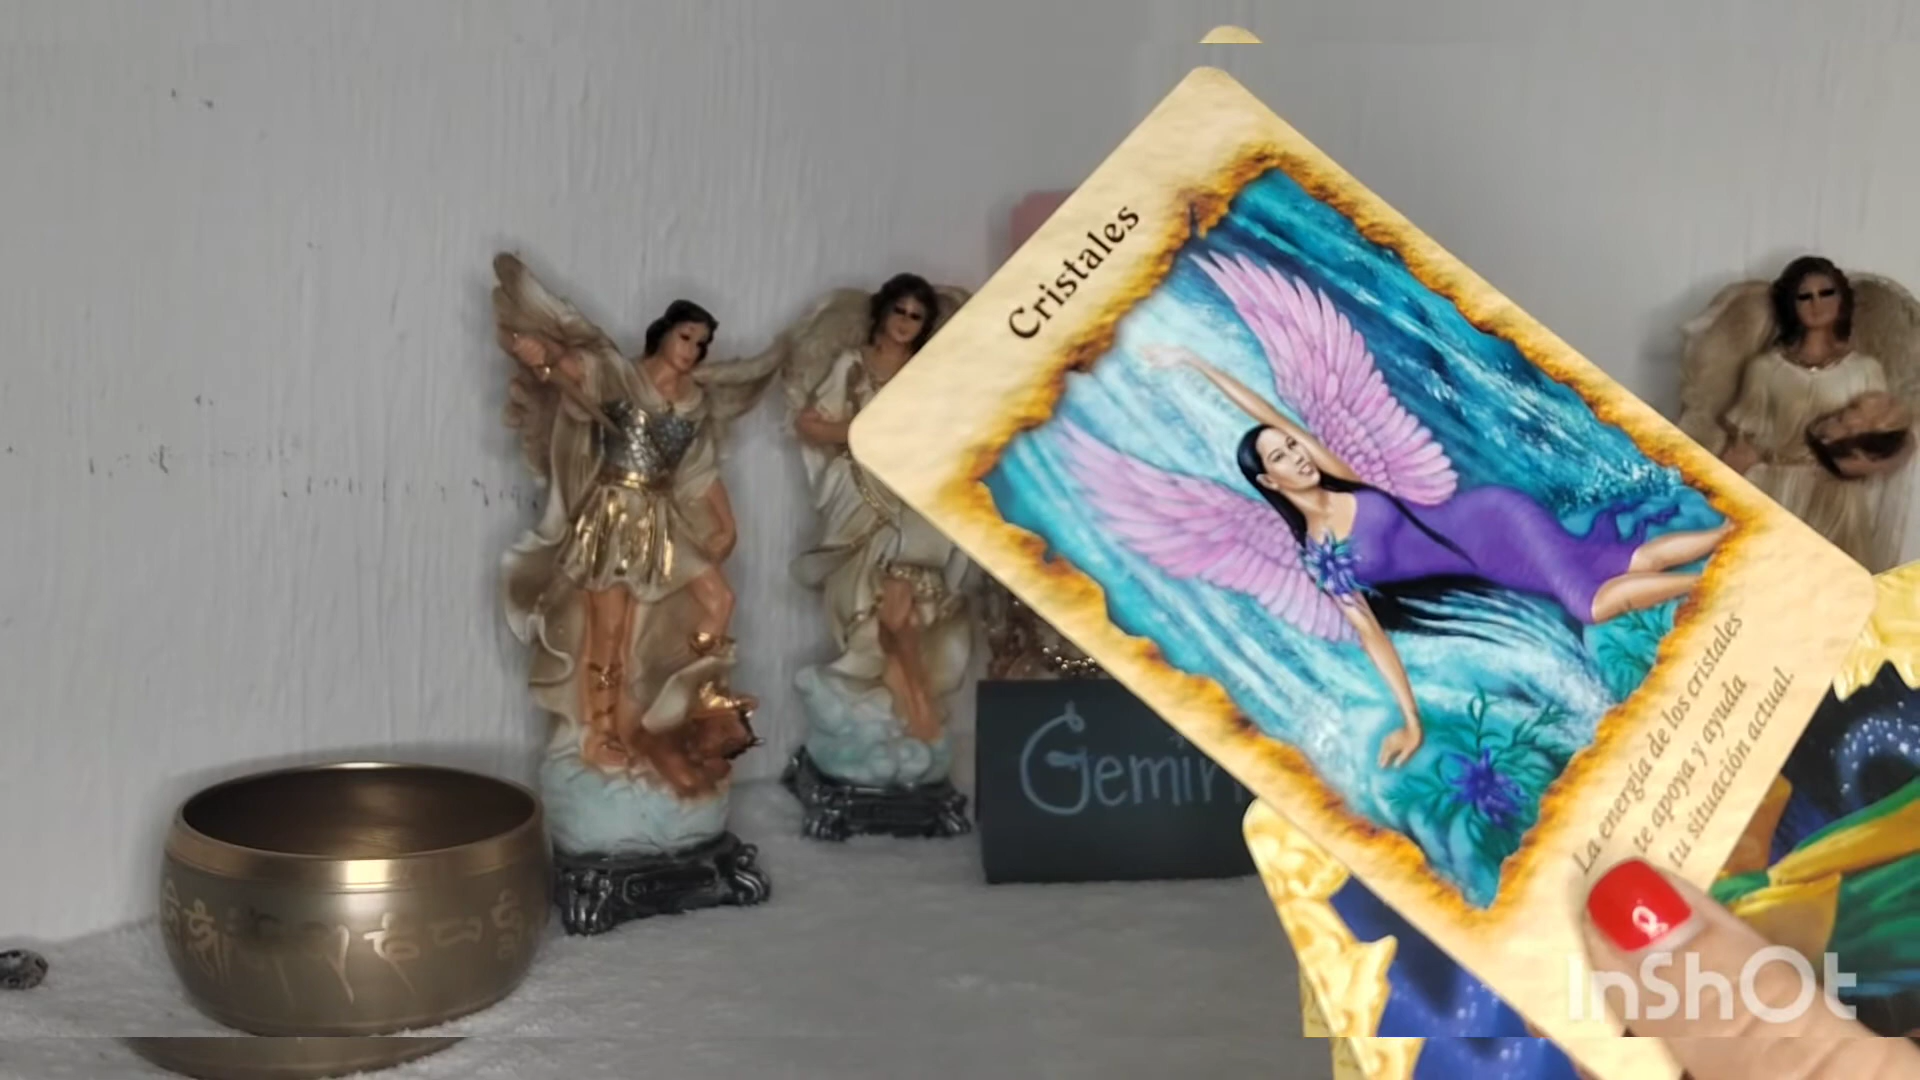 Cristales
La energía de los cristales
te apoya y ayuda
tu situación actual.
InShOt